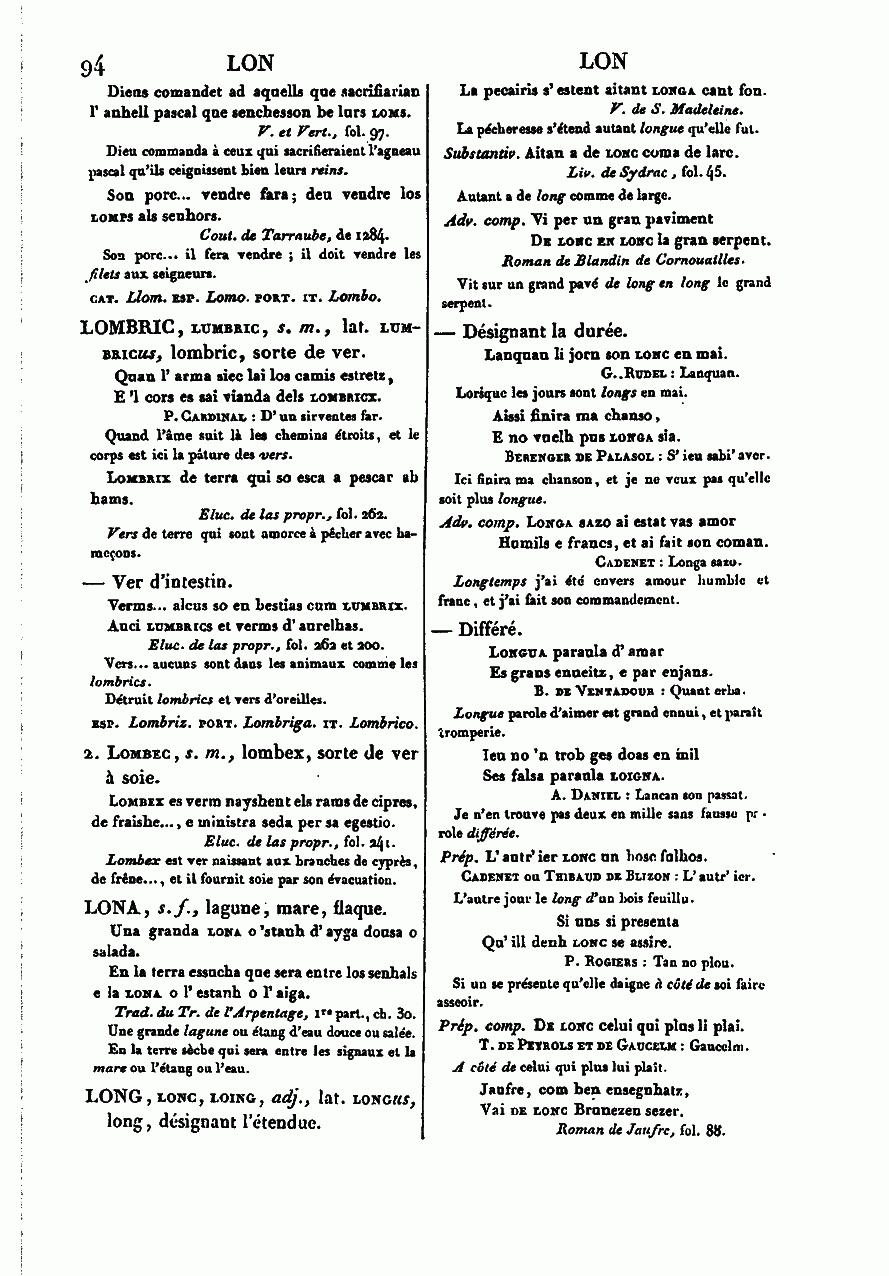 94 LON LON
Dieus comandet ad aquells que sacrifiarian
l' anhell pascal que senchesson be lurs LOMS.
V. et Vert., fol. 97.
Dieu commanda à ceux qui sacrifieraient l'agneau
pascal qu'ils ceignissent bien leurs reins.
Son porc... vendre fara; deu vendre los
LOMPS als senhors.
Cout. de Tarraube, de 1284.
Son porc... il fera vendre ; il doit vendre les
filets aux seigneurs.
CAT. Llom. ESP. Lomo. PORT. IT. Lombo.
LOMBRIC, LUMBRIC, s. m., lat. LUM-
BRICUS, lombric, sorte de ver.
Quan l' arma siec lai los camis estretz,
E 'l cors es sai vianda dels LOMBRICX.
P. CARDINAL : D' un sirventes far.
Quand l'âme suit là les chemins étroits, et le
corps est ici la pâture des vers.
LOMBRIX de terra qui so esca a pescar ab
hams.
Eluc. de las propr., fol. 262.
Vers de terre qui sont amorce à pêcher avec ha-
meçons.
— Ver d'intestin.
Verms... alcus so en bestias cum LUMBRIX.
Auci LUMBRICS et verms d' aurelhas.
Eluc. de las propr., fol. 262 et 200.
Vers... aucuns sont dans les animaux comme les
lombrics.
Détruit lombrics et vers d'oreilles.
ESP. Lombriz. PORT. Lombriga. IT. Lombrico.
2. LOMBEC, s. m., lombex, sorte de ver
à soie.
LOMBEX es verm nayshent els rams de cipres,
de fraishe..., e ministra seda per sa egestio.
Eluc. de las propr., fol. 241.
Lombex est ver naissant aux branches de cyprès,
de frêne..., et il fournit soie par son évacuation.
LONA, s. f., lagune, mare, flaque.
Una granda LONA o 'stanh d' ayga dousa o
salada.
En la terra essucha que sera entre los senhals
e la LONA o l' estanh o l' aiga.
Trad. du Tr. de l'Arpentage, 1re part., ch. 30.
Une grande lagune ou étang d'eau douce ou salée.
En la terre sèche qui sera entre les signaux et la
mare ou l'étang ou l'eau.
LONG, LONC, LOING, adj., lat. LONGUS,
long, désignant l'étendue.
La pecairis s' estent aitant LONGA cant fon.
V. de S. Madeleine.
La pécheresse s'étend autant longue qu'elle fut.
Substantiv. Aitan a de LONC coma de larc.
Liv. de Sydrac, fol. 45.
Autant a de long comme de large.
Adv. comp. Vi per un gran paviment
DE LONC EN LONC la gran serpent.
Roman de Blandin de Cornouailles.
Vit sur un grand pavé de long en long le grand
serpent.
— Désignant la durée.
Lanquan li jorn son LONC en mai.
G. RUDEL : Lanquan.
Lorsque les jours sont longs en mai.
Aissi finira ma chanso,
E no vuelh pus LONGA sia.
BERENGER DE PALASOL : S' ieu sabi' aver.
Ici finira ma chanson, et je ne veux pas qu'elle
soit plus longue.
Adv. comp. LONGA SAZO ai estat vas amor
Humils e francs, et ai fait son coman.
CADENET : Longa sazo.
Longtemps j'ai été envers amour humble et
franc, et j'ai fait son commandement.
— Différé.
LONGUA paraula d' amar
Es grans enueitz, e par enjans.
B. DE VENTADOUR : Quant erba.
Longue parole d'aimer est grand ennui, et paraît
tromperie.
Ieu no 'n trob ges doas en mil
Ses falsa paraula LOIGNA.
A. DANIEL : Lancan son passat.
Je n'en trouve pas deux en mille sans fausse pa-
role différée.
Prép. L' autr' ier LONC un bosc fulhos.
CADENET ou THIBAUD DE BLIZON : L' autr' ier.
L'autre jour le long d'un bois feuillu.
Si uns si presenta
Qu' ill denh LONC se assire.
P. ROGIERS : Tan no plou.
Si un se présente qu'elle daigne à côté de soi faire
asseoir.
Prép. comp. DE LONC celui qui plus li plai.
T. DE PEYROLS ET DE GAUCELM : Gaucelm.
A côté de celui qui plus lui plaît.
Jaufre, com ben ensegnhatz,
Vai DE LONC Brunezen sezer.
Roman de Jaufre, fol. 88.